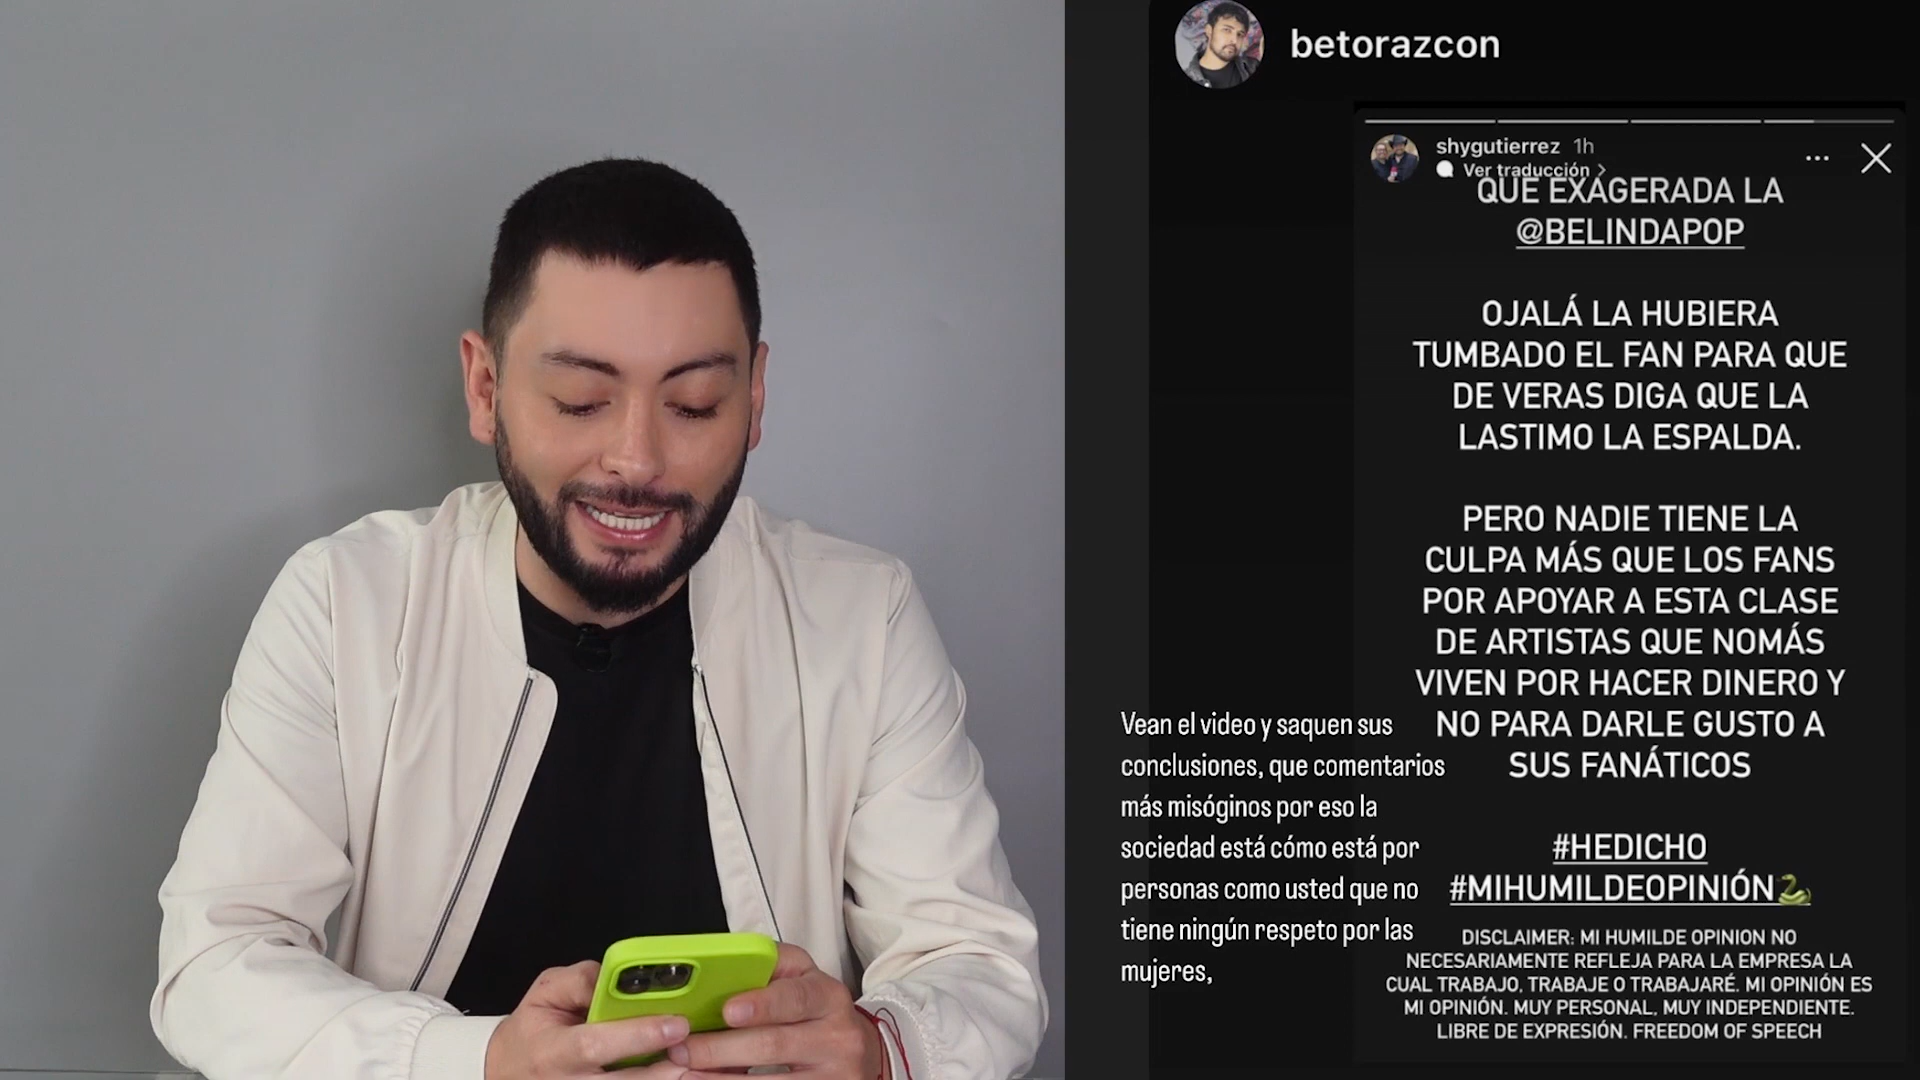 betorazcon
shygutierrez 1h
Ver traducción >
QUE EXAGERADA LA
@BELINDAPOP
OJALÁ LA HUBIERA
TUMBADO EL FAN PARA QUE
DE VERAS DIGA QUE LA
LASTIMO LA ESPALDA.
PERO NADIE TIENE LA
CULPA MÁS QUE LOS FANS
POR APOYAR A ESTA CLASE
DE ARTISTAS QUE NOMÁS
VIVEN POR HACER DINERO Y
NO PARA DARLE GUSTO A
SUS FANÁTICOS
#HEDICHO
#MIHUMILDEOPINIÓN🐍
DISCLAIMER: MI HUMILDE OPINION NO
NECESARIAMENTE REFLEJA PARA LA EMPRESA LA
CUAL TRABAJO, TRABAJE O TRABAJARÉ. MI OPINIÓN ES
MI OPINIÓN. MUY PERSONAL, MUY INDEPENDIENTE.
LIBRE DE EXPRESIÓN. FREEDOM OF SPEECH
Vean el video y saquen sus
conclusiones, que comentarios
más misóginos por eso la
sociedad está cómo está por
personas como usted que no
tiene ningún respeto por las
mujeres,